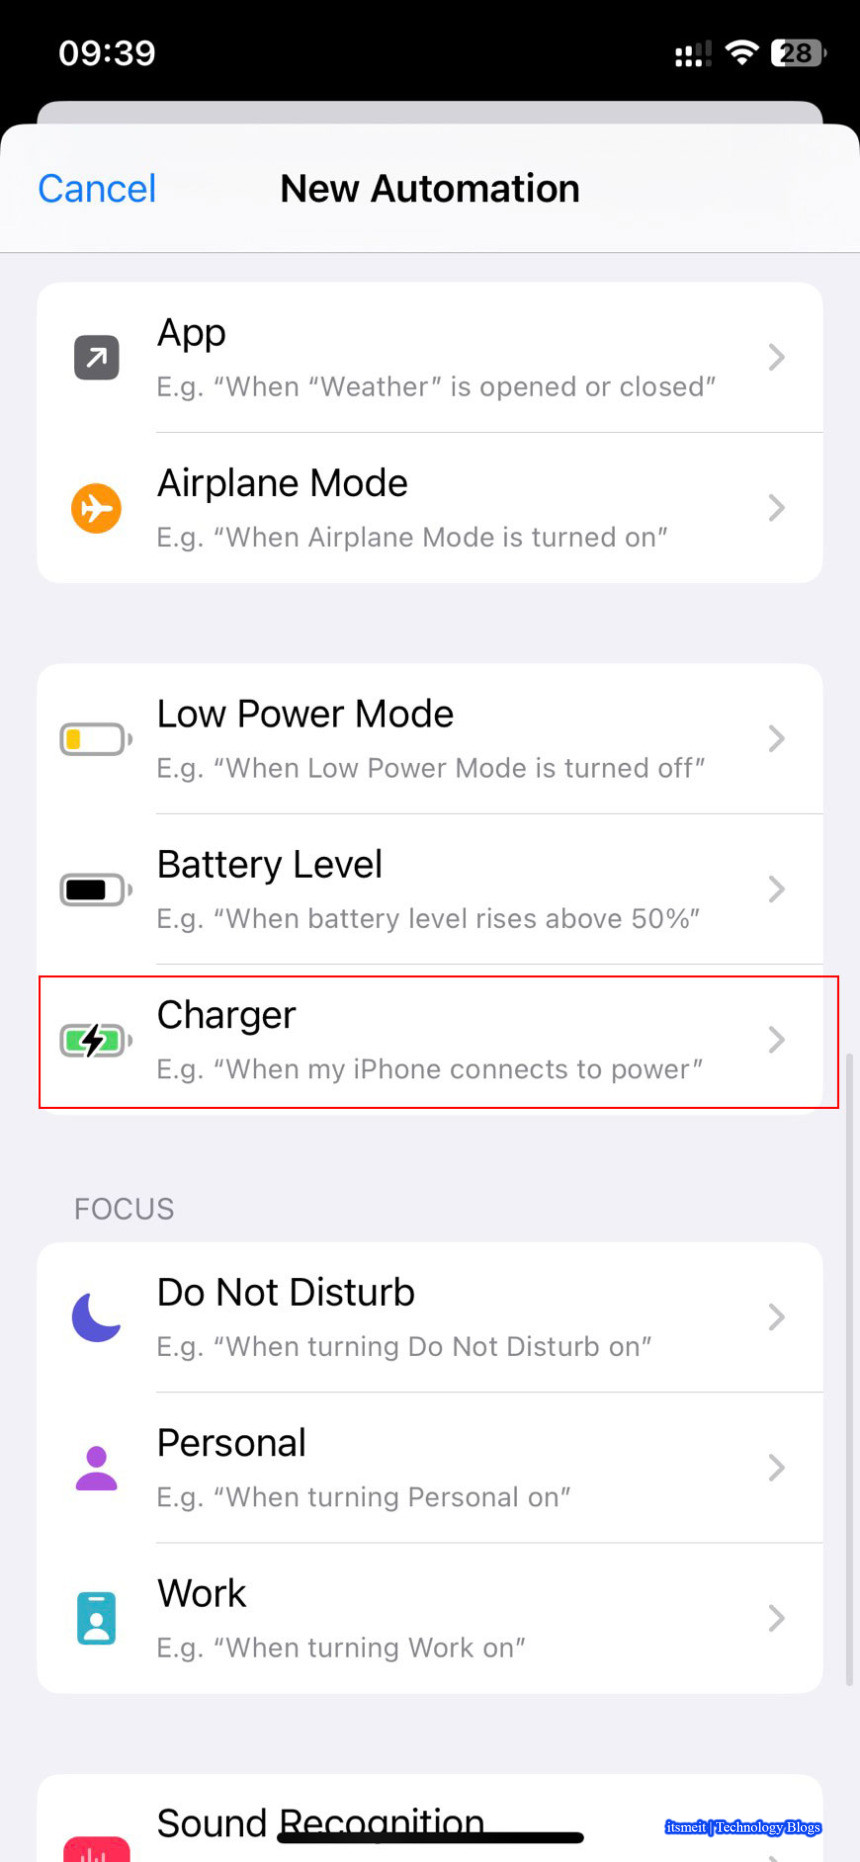 09:39
28
Cancel
New Automation
App
E.g. “When “Weather” is opened or closed”
Airplane Mode
E.g. “When Airplane Mode is turned on”
Low Power Mode
E.g. “When Low Power Mode is turned off”
Battery Level
E.g. “When battery level rises above 50%”
Charger
E.g. “When my iPhone connects to power”
FOCUS
Do Not Disturb
E.g. “When turning Do Not Disturb on”
Personal
E.g. “When turning Personal on”
Work
E.g. “When turning Work on”
Sound Recognition
itsmeit | Technology Blogs